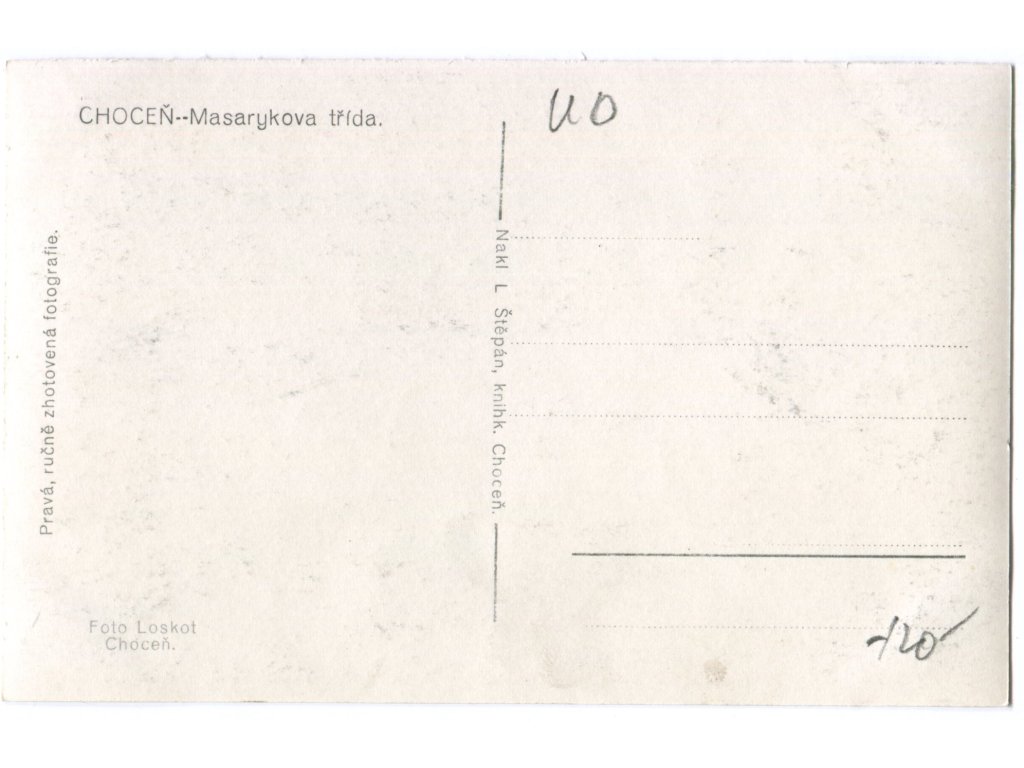 CHOCEŇ--Masarykova třída.
UO
Pravá, ručně zhotovená fotografie.
Nakl L Štěpán, knihk. Choceň.
Foto Loskot
Choceň.
120